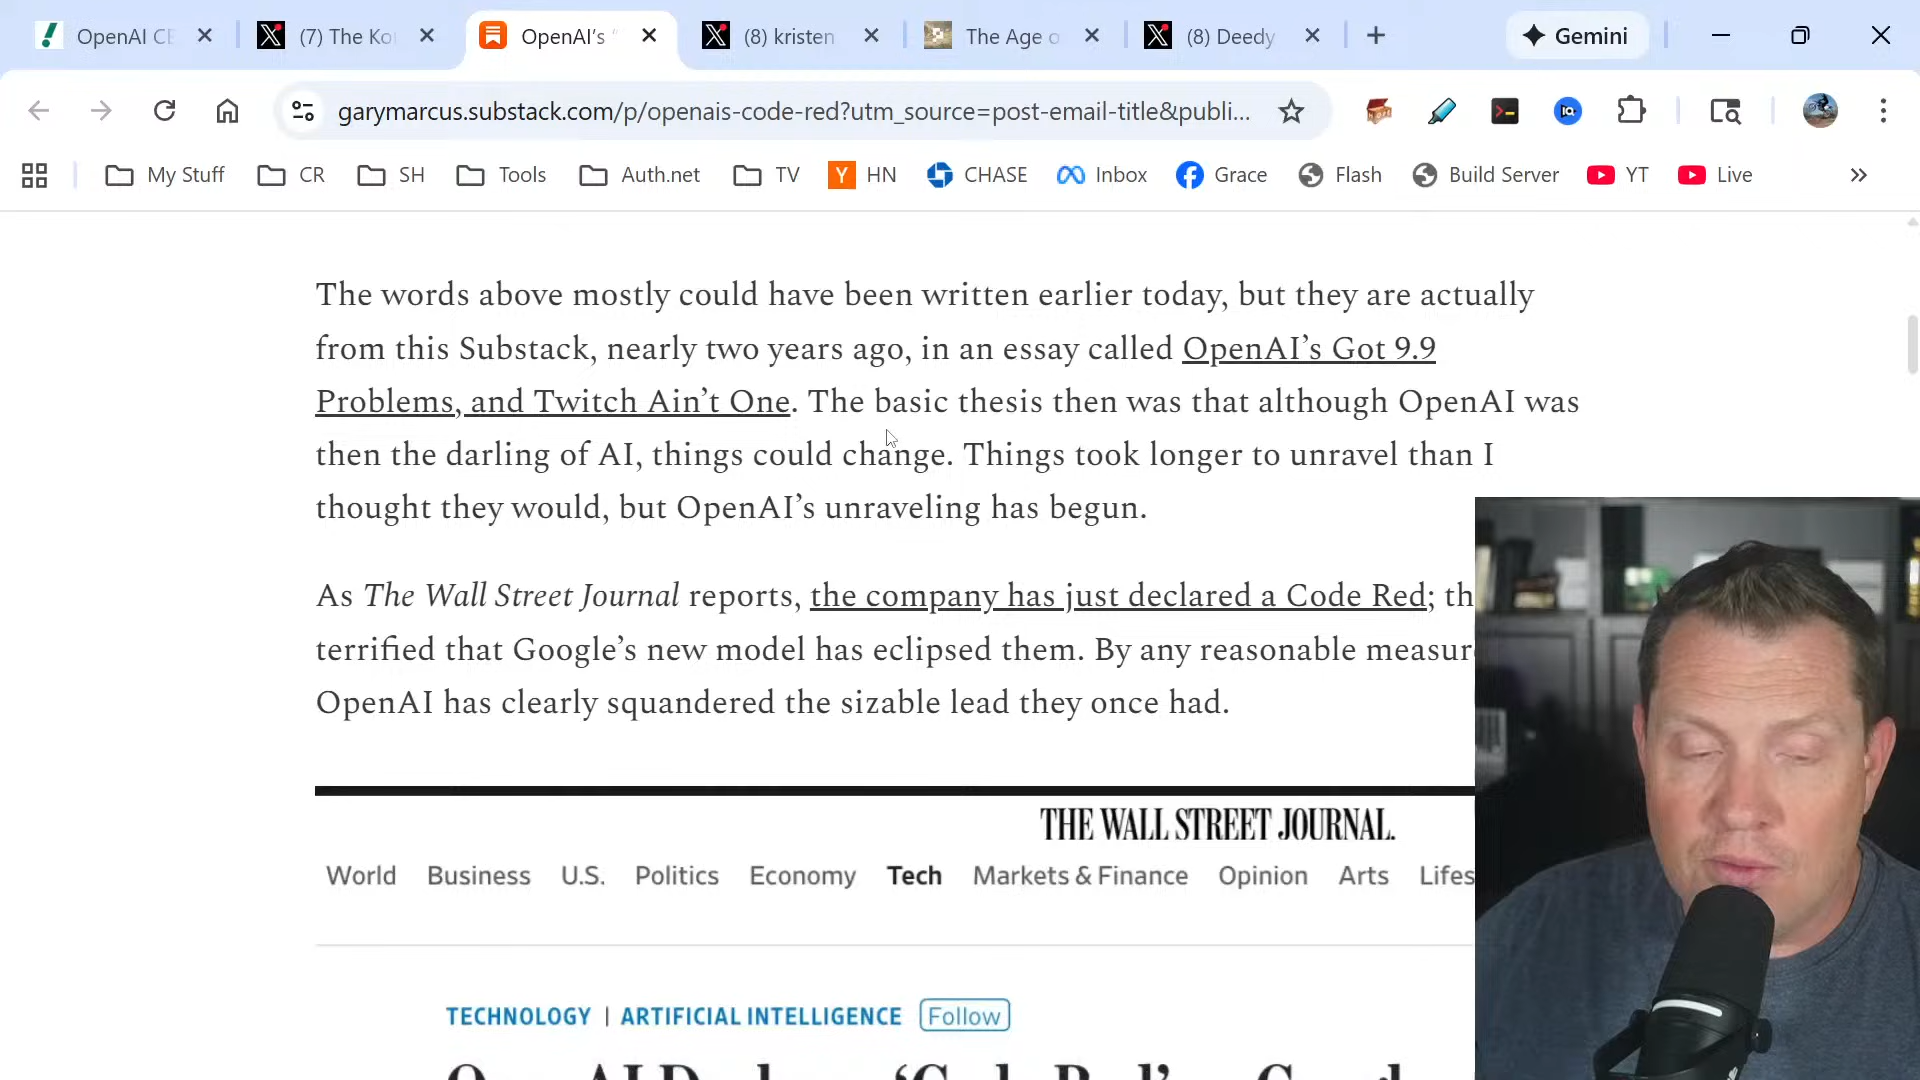 OpenAI CE
(7) The Ko
OpenAI's "
(8) kristen
The Age o
(8) Deedy
Gemini
garymarcus.substack.com/p/openais-code-red?utm_source=post-email-title&publi...
My Stuff
CR
SH
Tools
Auth.net
TV
Y
HN
CHASE
Inbox
Grace
Flash
Build Server
YT
Live
The words above mostly could have been written earlier today, but they are actually
from this Substack, nearly two years ago, in an essay called OpenAI’s Got 9.9
Problems, and Twitch Ain’t One. The basic thesis then was that although OpenAI was
then the darling of AI, things could change. Things took longer to unravel than I
thought they would, but OpenAI’s unraveling has begun.
As The Wall Street Journal reports, the company has just declared a Code Red; th
terrified that Google’s new model has eclipsed them. By any reasonable measur
OpenAI has clearly squandered the sizable lead they once had.
THE WALL STREET JOURNAL.
World Business U.S. Politics Economy Tech Markets & Finance Opinion Arts Lifes
TECHNOLOGY | ARTIFICIAL INTELLIGENCE Follow